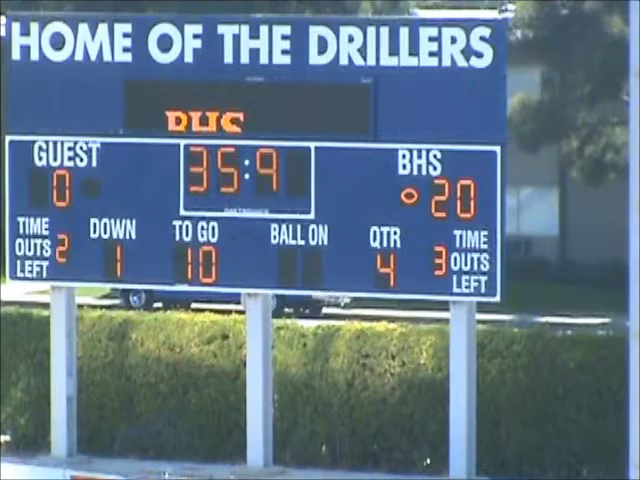 HOME OF THE DRILLERS
BHS
GUEST 35:9 BHS
0 20
TIME OUTS LEFT 2 DOWN 1 TO GO 10 BALL ON QTR 4 3 TIME OUTS LEFT